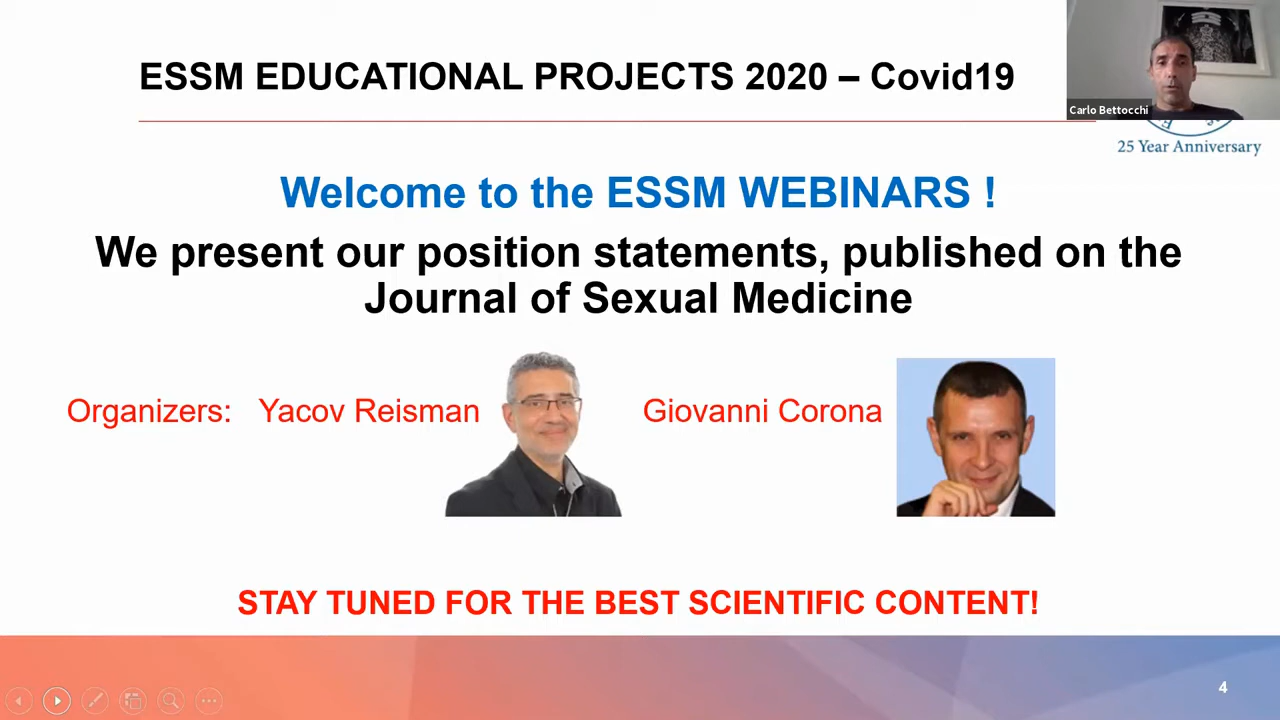 ESSM EDUCATIONAL PROJECTS 2020 – Covid19
Carlo Bettocchi
25 Year Anniversary
Welcome to the ESSM WEBINARS !
We present our position statements, published on the
Journal of Sexual Medicine
Organizers: Yacov Reisman
Giovanni Corona
STAY TUNED FOR THE BEST SCIENTIFIC CONTENT!
4